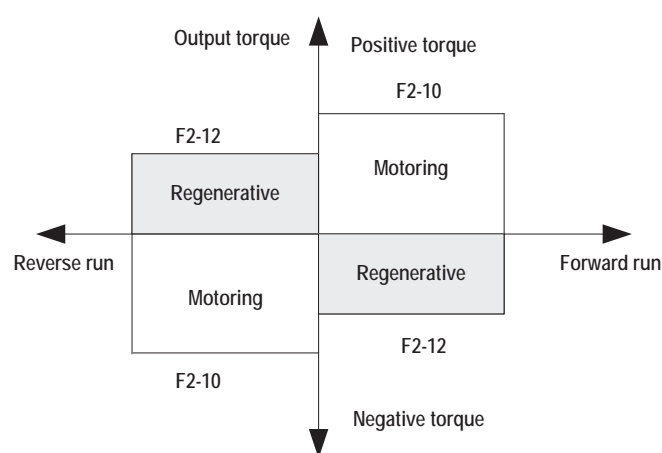 Output torque
Positive torque
F2-10
F2-12
Motoring
Regenerative
Reverse run
Forward run
Regenerative
Motoring
F2-12
F2-10
Negative torque